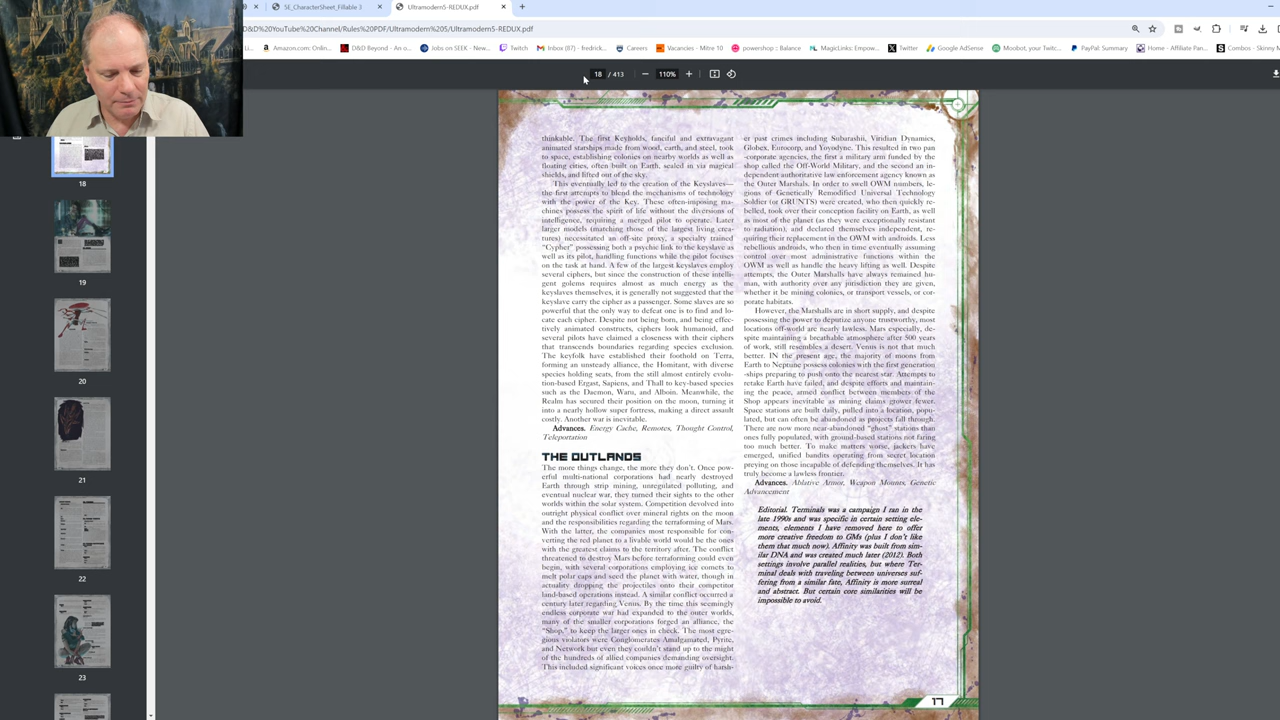 5E_CharacterSheet_Fillable 3
Ultramodern5-REDUX.pdf
D&D%20YouTube%20Channel/Rules%20PDF/Ultramodern%205/Ultramodern5-REDUX.pdf
Amazon.com: Onlin...
D&D Beyond - An o...
Jobs on SEEK - New...
Twitch
Inbox (87) - fredrick...
Careers
Vacancies - Mitre 10
powershop :: Balance
MagicLinks: Empow...
Twitter
Google AdSense
Moobot, your Twitc...
PayPal: Summary
Home - Affiliate Pan...
Combos - Skinny
18 / 413
110%
18
19
20
21
22
23
thinkable. The first Keyholds, fanciful and extravagant
animated starships made from wood, earth, and steel, took
to space, establishing colonies on nearby worlds as well as
floating cities, often built on Earth, sealed in via magical
shields, and lifted out of the sky.
This eventually led to the creation of the Keyslaves—
the first attempts to blend the mechanisms of technology
with the power of the Key. These often-imposing ma-
chines possess the spirit of life without the diversions of
intelligence, requiring a merged pilot to operate. Later
larger models (matching those of the largest living crea-
tures) necessitated an off-site proxy, a specialty trained
"Cypher" possessing both a psychic link to the keyslave as
well as its pilot, handling functions while the pilot focuses
on the task at hand. A few of the largest keyslaves employ
several ciphers, but since the construction of these intelli-
gent golems requires almost as much energy as the
keyslaves themselves, it is generally not suggested that the
keyslave carry the cipher as a passenger. Some slaves are so
powerful that the only way to defeat one is to find and lo-
cate each cipher. Despite not being born, and being effec-
tively animated constructs, ciphers look humanoid, and
several pilots have claimed a closeness with their ciphers
that transcends boundaries regarding species exclusion.
The keyfolk have established their foothold on Terra,
forming an unsteady alliance, the Homitant, with diverse
species holding seats, from the still almost entirely evolu-
tion-based Ergast, Sapiens, and Thall to key-based species
such as the Daemon, Waru, and Alboin. Meanwhile, the
Realm has secured their position on the moon, turning it
into a nearly hollow super fortress, making a direct assault
costly. Another war is inevitable.
Advances. Energy Cache, Remotes, Thought Control,
Teleportation
THE OUTLANDS
The more things change, the more they don't. Once pow-
erful multi-national corporations had nearly destroyed
Earth through strip mining, unregulated polluting, and
eventual nuclear war, they turned their sights to the other
worlds within the solar system. Competition devolved into
outright physical conflict over mineral rights on the moon
and the responsibilities regarding the terraforming of Mars.
With the latter, the companies most responsible for con-
verting the red planet to a livable world would be the ones
with the greatest claims to the territory after. The conflict
threatened to destroy Mars before terraforming could even
begin, with several corporations employing ice comets to
melt polar caps and seed the planet with water, though in
actuality dropping the projectiles onto their competitor
land-based operations instead. A similar conflict occurred a
century later regarding Venus. By the time this seemingly
endless corporate war had expanded to the outer worlds,
many of the smaller corporations forged an alliance, the
"Shop," to keep the larger ones in check. The most egre-
gious violators were Conglomerates Amalgamated, Pyrite,
and Network but even they couldn't stand up to the might
of the hundreds of allied companies demanding oversight.
This included significant voices once more guilty of harsh-
er past crimes including Subarashii, Viridian Dynamics,
Globex, Eurocorp, and Yoyodyne. This resulted in two pan
-corporate agencies, the first a military arm funded by the
shop called the Off-World Military, and the second an in-
dependent authoritative law enforcement agency known as
the Outer Marshals. In order to swell OWM numbers, le-
gions of Genetically Remodified Universal Technology
Soldier (or GRUNTS) were created, who then quickly re-
belled, took over their conception facility on Earth, as well
as most of the planet (as they were exceptionally resistant
to radiation), and declared themselves independent, re-
quiring their replacement in the OWM with androids. Less
rebellious androids, who then in time eventually assuming
control over most administrative functions within the
OWM as well as handle the heavy lifting as well. Despite
attempts, the Outer Marshalls have always remained hu-
man, with authority over any jurisdiction they are given,
whether it be mining colonies, or transport vessels, or cor-
porate habitats.
However, the Marshalls are in short supply, and despite
possessing the power to deputize anyone trustworthy, most
locations off-world are nearly lawless. Mars especially, de-
spite maintaining a breathable atmosphere after 500 years
of work, still resembles a desert. Venus is not that much
better. IN the present age, the majority of moons from
Earth to Neptune possess colonies with the first generation
-ships preparing to push onto the nearest star. Attempts to
retake Earth have failed, and despite efforts and maintain-
ing the peace, armed conflict between members of the
Shop appears inevitable as mining claims grower fewer.
Space stations are built daily, pulled into a location, popu-
lated, but can often be abandoned as projects fall through.
There are now more near-abandoned "ghost" stations than
ones fully populated, with ground-based stations not faring
too much better. To make matters worse, jackers have
emerged, unified bandits operating from secret location
preying on those incapable of defending themselves. It has
truly become a lawless frontier.
Advances. Ablative Armor, Weapon Mounts, Genetic
Advancement
Editorial. Terminals was a campaign I ran in the
late 1990s and was specific in certain setting ele-
ments, elements I have removed here to offer
more creative freedom to GMs (plus I don't like
them that much now). Affinity was built from sim-
ilar DNA and was created much later (2012). Both
settings involve parallel realities, but where Ter-
minal deals with traveling between universes suf-
fering from a similar fate, Affinity is more surreal
and abstract. But certain core similarities will be
impossible to avoid.
17